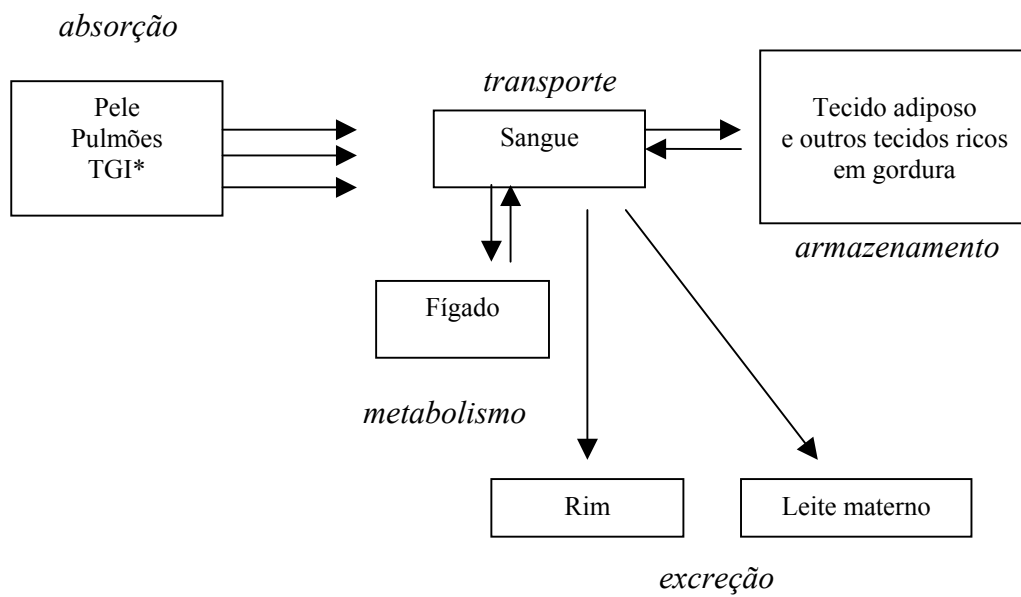 absorção
Pele
Pulmões
TGI*
transporte
Sangue
Tecido adiposo
e outros tecidos ricos
em gordura
armazenamento
Fígado
metabolismo
Rim
Leite materno
excreção